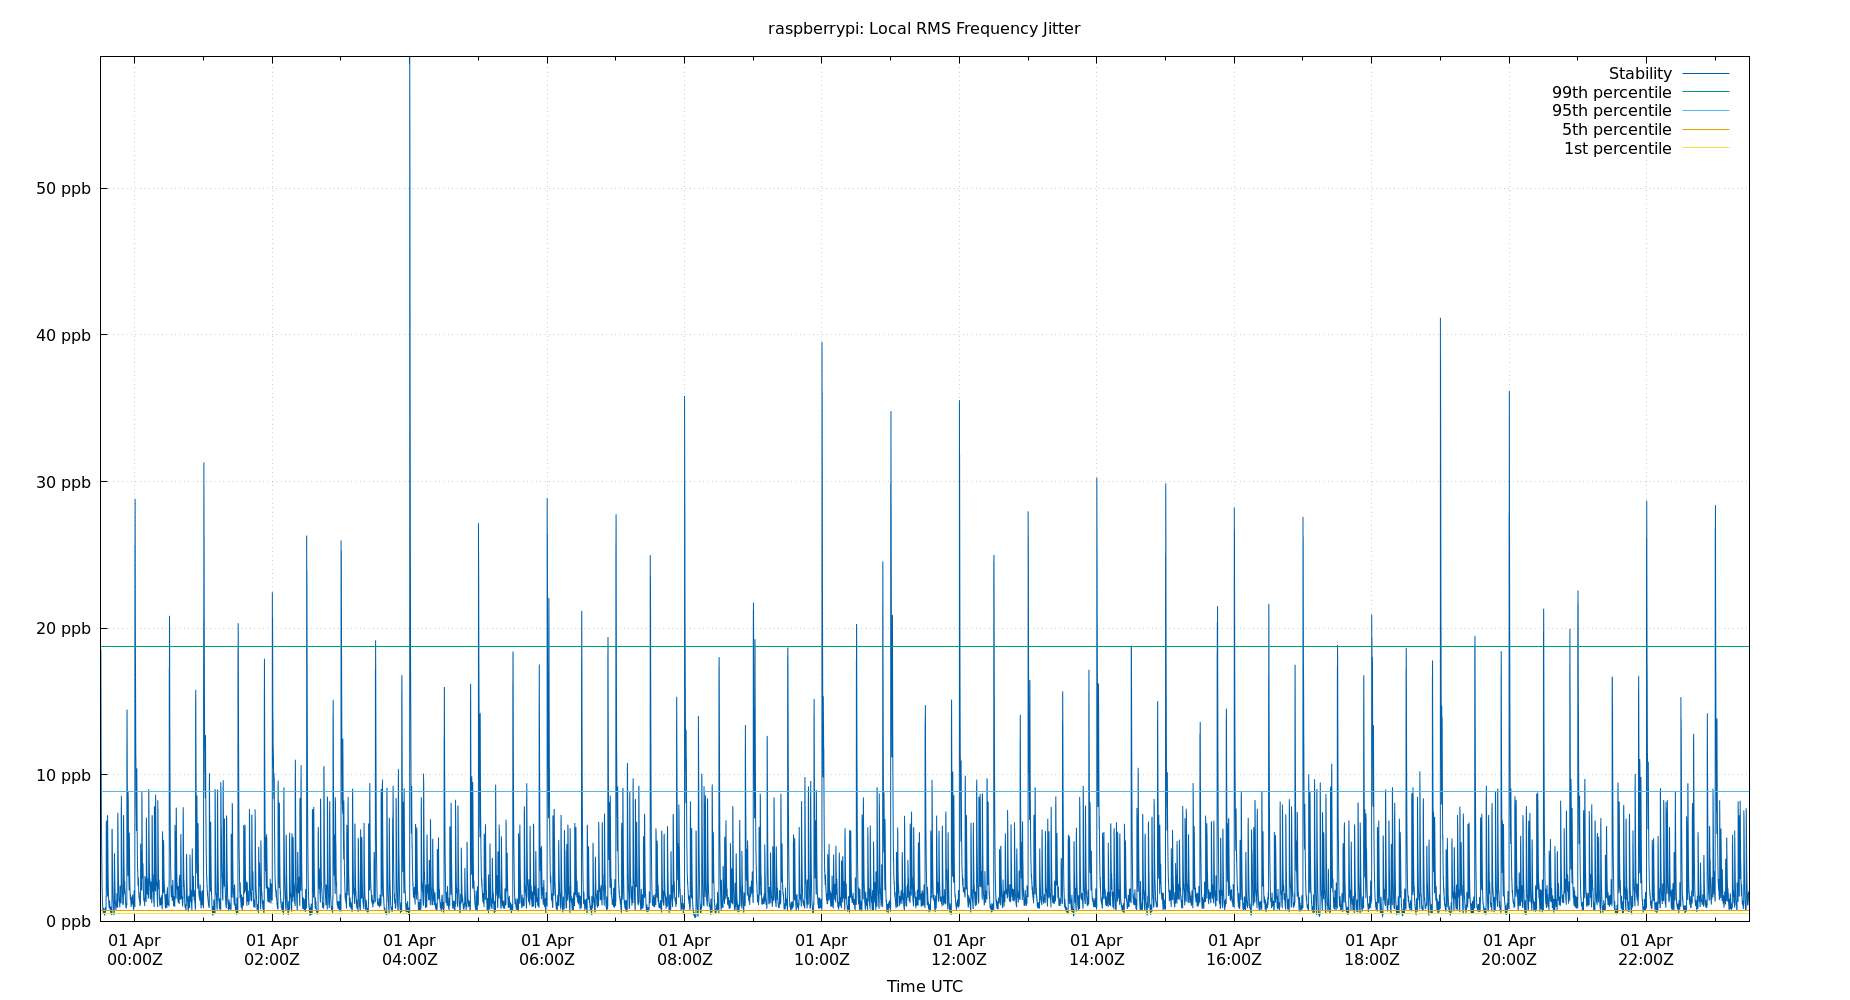 raspberrypi: Local RMS Frequency Jitter
Stability
99th percentile
95th percentile
5th percentile
1st percentile
50 ppb
40 ppb
30 ppb
20 ppb
10 ppb
0 ppb
01 Apr 01 Apr 01 Apr 01 Apr 01 Apr 01 Apr 01 Apr 01 Apr 01 Apr 01 Apr 01 Apr 01 Apr
00:00Z 02:00Z 04:00Z 06:00Z 08:00Z 10:00Z 12:00Z 14:00Z 16:00Z 18:00Z 20:00Z 22:00Z
Time UTC